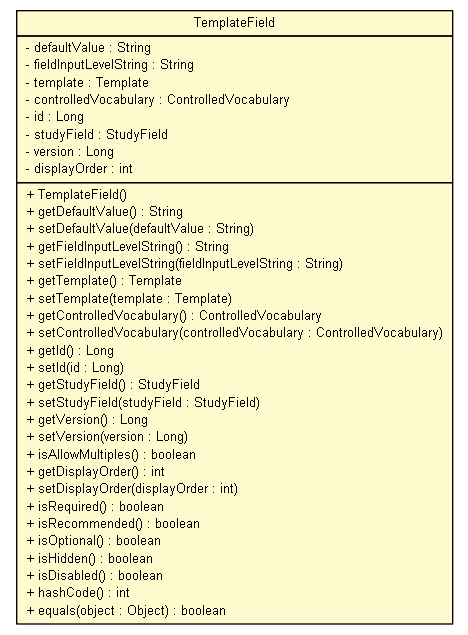 TemplateField
- defaultValue : String
- fieldInputLevelString : String
- template : Template
- controlledVocabulary : ControlledVocabulary
- id : Long
- studyField : StudyField
- version : Long
- displayOrder : int
+ TemplateField()
+ getDefaultValue() : String
+ setDefaultValue(defaultValue : String)
+ getFieldInputLevelString() : String
+ setFieldInputLevelString(fieldInputLevelString : String)
+ getTemplate() : Template
+ setTemplate(template : Template)
+ getControlledVocabulary() : ControlledVocabulary
+ setControlledVocabulary(controlledVocabulary : ControlledVocabulary)
+ getId() : Long
+ setId(id : Long)
+ getStudyField() : StudyField
+ setStudyField(studyField : StudyField)
+ getVersion() : Long
+ setVersion(version : Long)
+ isAllowMultiples() : boolean
+ getDisplayOrder() : int
+ setDisplayOrder(displayOrder : int)
+ isRequired() : boolean
+ isRecommended() : boolean
+ isOptional() : boolean
+ isHidden() : boolean
+ isDisabled() : boolean
+ hashCode() : int
+ equals(object : Object) : boolean